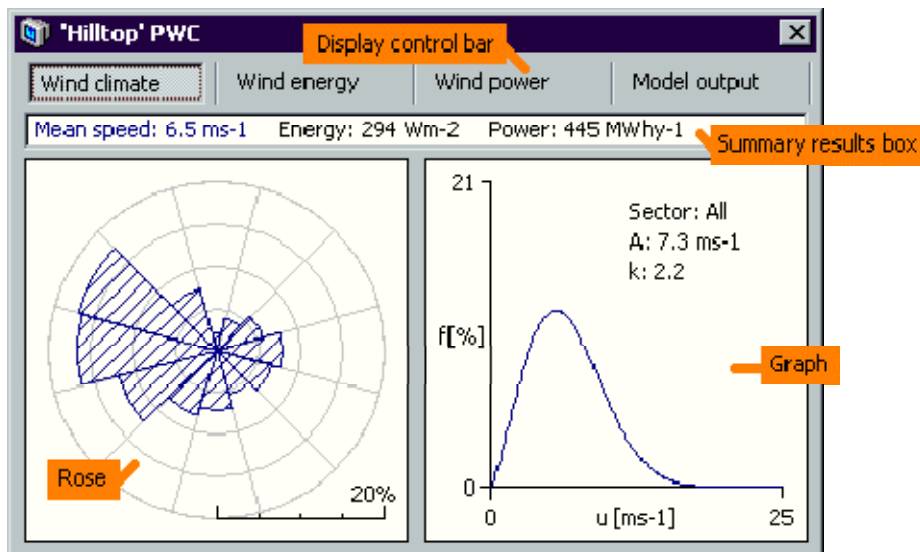 'Hilltop' PWC
Display control bar
Wind climate
Wind energy
Wind power
Model output
Mean speed: 6.5 ms-1 Energy: 294 Wm-2 Power: 445 MWhy-1
Summary results box
Rose
20%
21
Sector: All
A: 7.3 ms-1
k: 2.2
f[%]
Graph
0
0
u [ms-1]
25